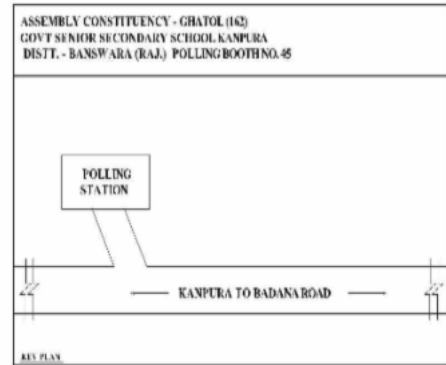 ASSEMBLY CONSTITUENCY - GHATOL (162)
GOVT SENIOR SECONDARY SCHOOL KANPURA
DISTT. - BANSWARA (RAJ.) POLLING BOOTH NO. 45
POLLING
STATION
KANPURA TO BADANA ROAD
KEY PLAN